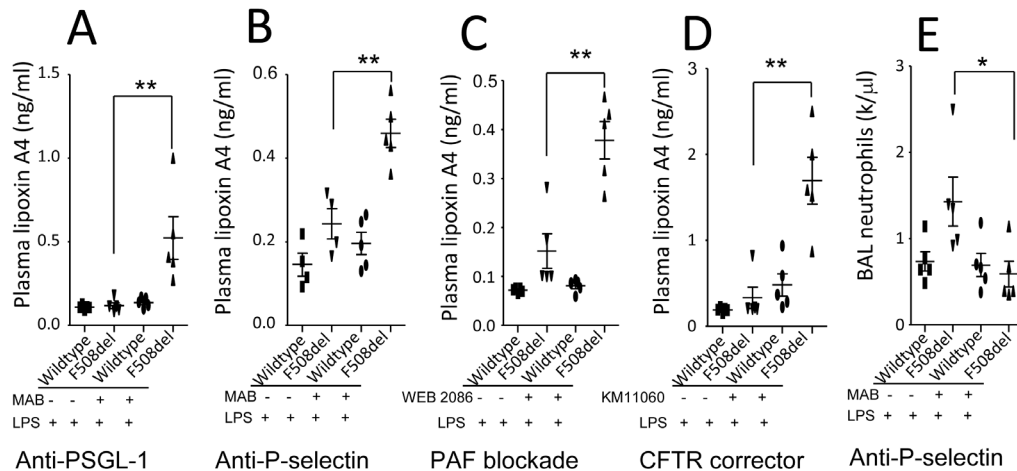 A
Plasma lipoxin A4 (ng/ml)
1.5
1.0
0.5
0.0
**
Wildtype
F508del
Wildtype
F508del
MAB - - + +
LPS + + + +
Anti-PSGL-1
B
Plasma lipoxin A4 (ng/ml)
0.6
0.4
0.2
0.0
**
Wildtype
F508del
Wildtype
F508del
MAB - - + +
LPS + + + +
Anti-P-selectin
C
Plasma lipoxin A4 (ng/ml)
0.5
0.4
0.3
0.2
0.1
0.0
**
Wildtype
F508del
Wildtype
F508del
WEB 2086 - - + +
LPS + + + +
PAF blockade
D
Plasma lipoxin A4 (ng/ml)
3
2
1
0
**
Wildtype
F508del
Wildtype
F508del
KM11060 - - + +
LPS + + + +
CFTR corrector
E
BAL neutrophils (k/µl)
3
2
1
0
*
Wildtype
F508del
Wildtype
F508del
MAB - - + +
LPS + + + +
Anti-P-selectin